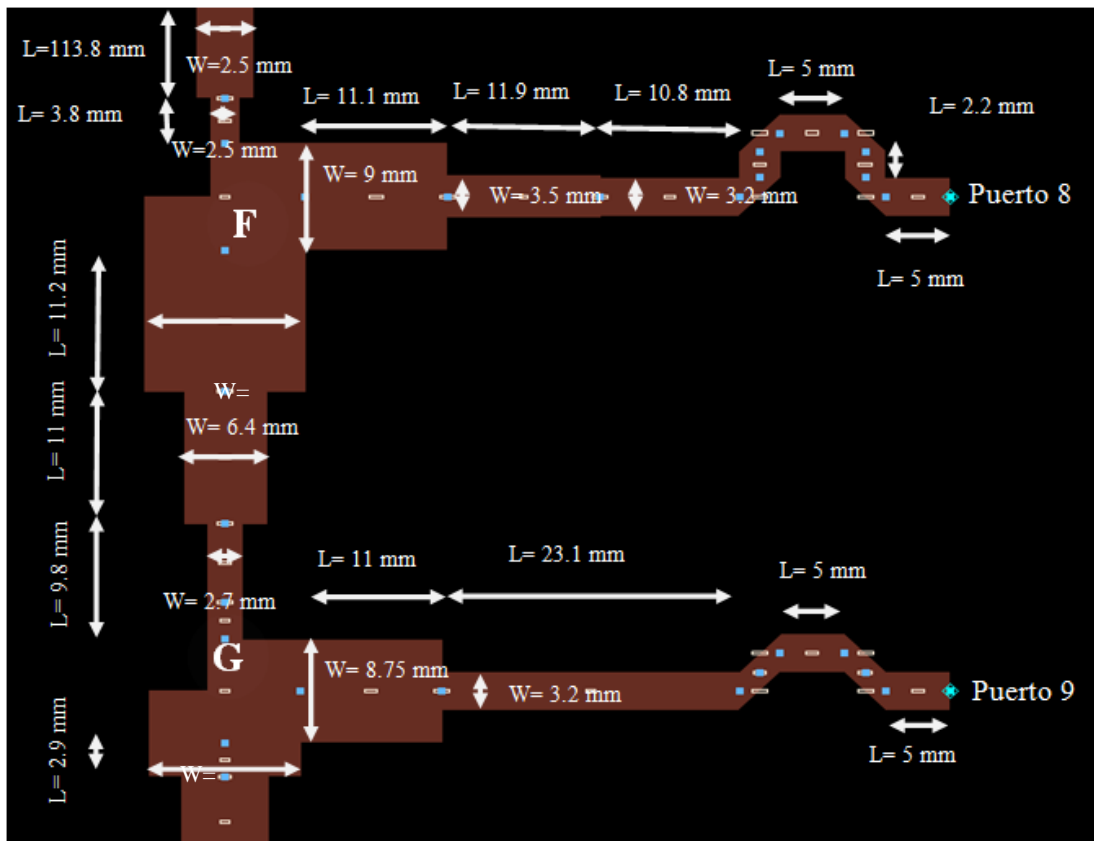 L=113.8 mm
W=2.5 mm
L= 3.8 mm
W=2.5 mm
L= 11.1 mm
L= 11.9 mm
L= 10.8 mm
L= 5 mm
L= 2.2 mm
W= 9 mm
W= 3.5 mm
W= 3.2 mm
Puerto 8
F
L= 5 mm
L= 11.2 mm
W=
L= 11 mm
W= 6.4 mm
L= 9.8 mm
W= 2.7 mm
L= 11 mm
L= 23.1 mm
L= 5 mm
G
W= 8.75 mm
W= 3.2 mm
Puerto 9
L= 5 mm
L= 2.9 mm
W=